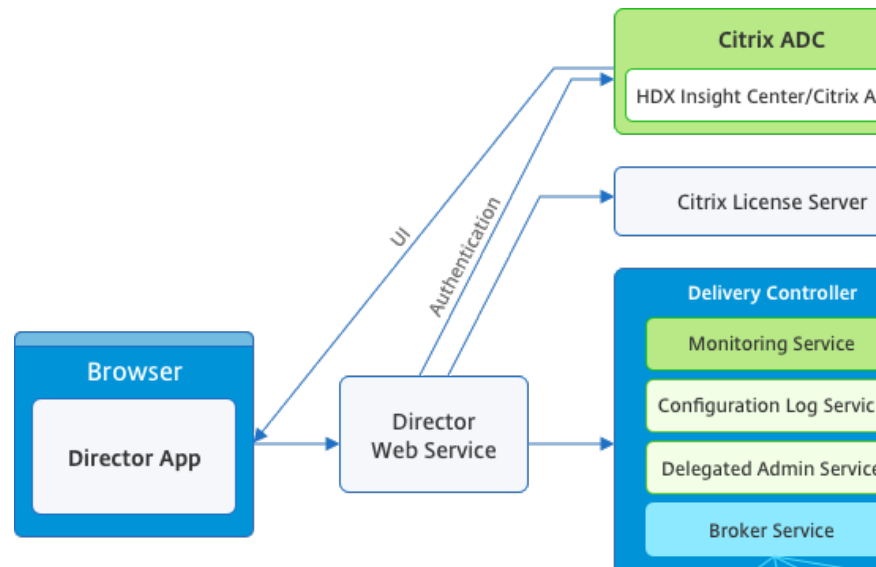 Citrix ADC
HDX Insight Center/Citrix A
Citrix License Server
UI
Authentication
Delivery Controller
Monitoring Service
Configuration Log Servic
Delegated Admin Service
Broker Service
Browser
Director App
Director
Web Service